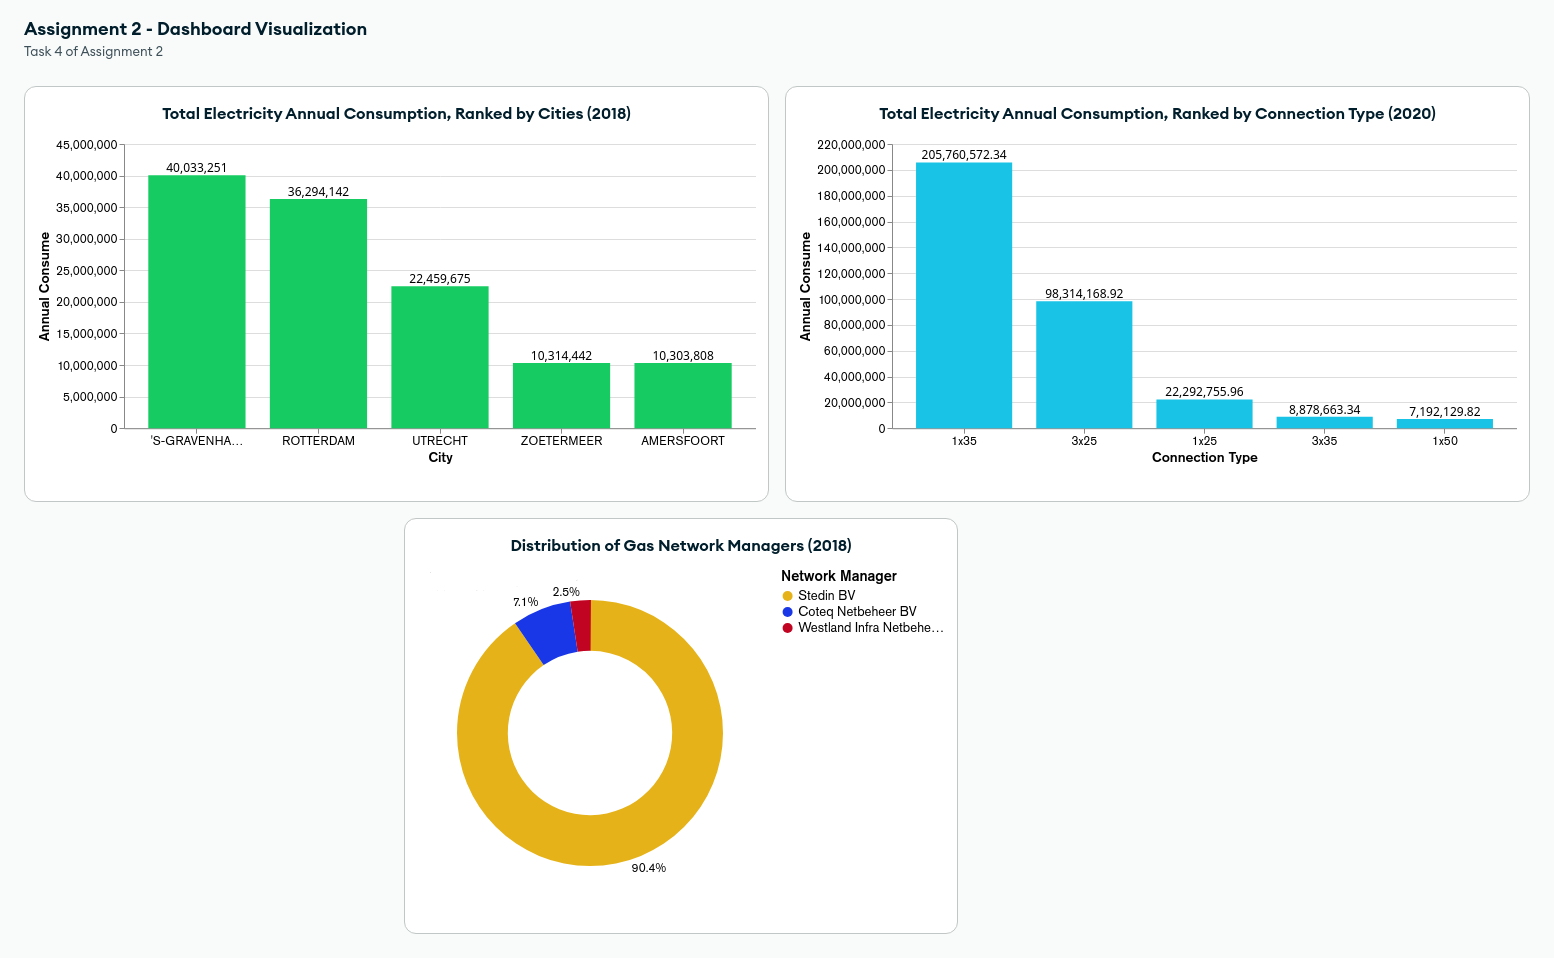 Assignment 2 - Dashboard Visualization
Task 4 of Assignment 2
Total Electricity Annual Consumption, Ranked by Cities (2018)
45,000,000
40,000,000
35,000,000
30,000,000
25,000,000
20,000,000
15,000,000
10,000,000
5,000,000
0
Annual Consume
40,033,251
36,294,142
22,459,675
10,314,442
10,303,808
'S-GRAVENHA…
ROTTERDAM
UTRECHT
ZOETERMEER
AMERSFOORT
City
Total Electricity Annual Consumption, Ranked by Connection Type (2020)
220,000,000
200,000,000
180,000,000
160,000,000
140,000,000
120,000,000
100,000,000
80,000,000
60,000,000
40,000,000
20,000,000
0
Annual Consume
205,760,572.34
98,314,168.92
22,292,755.96
8,878,663.34
7,192,129.82
1x35
3x25
1x25
3x35
1x50
Connection Type
Distribution of Gas Network Managers (2018)
Network Manager
Stedin BV
Coteq Netbeheer BV
Westland Infra Netbehe…
2.5%
7.1%
90.4%